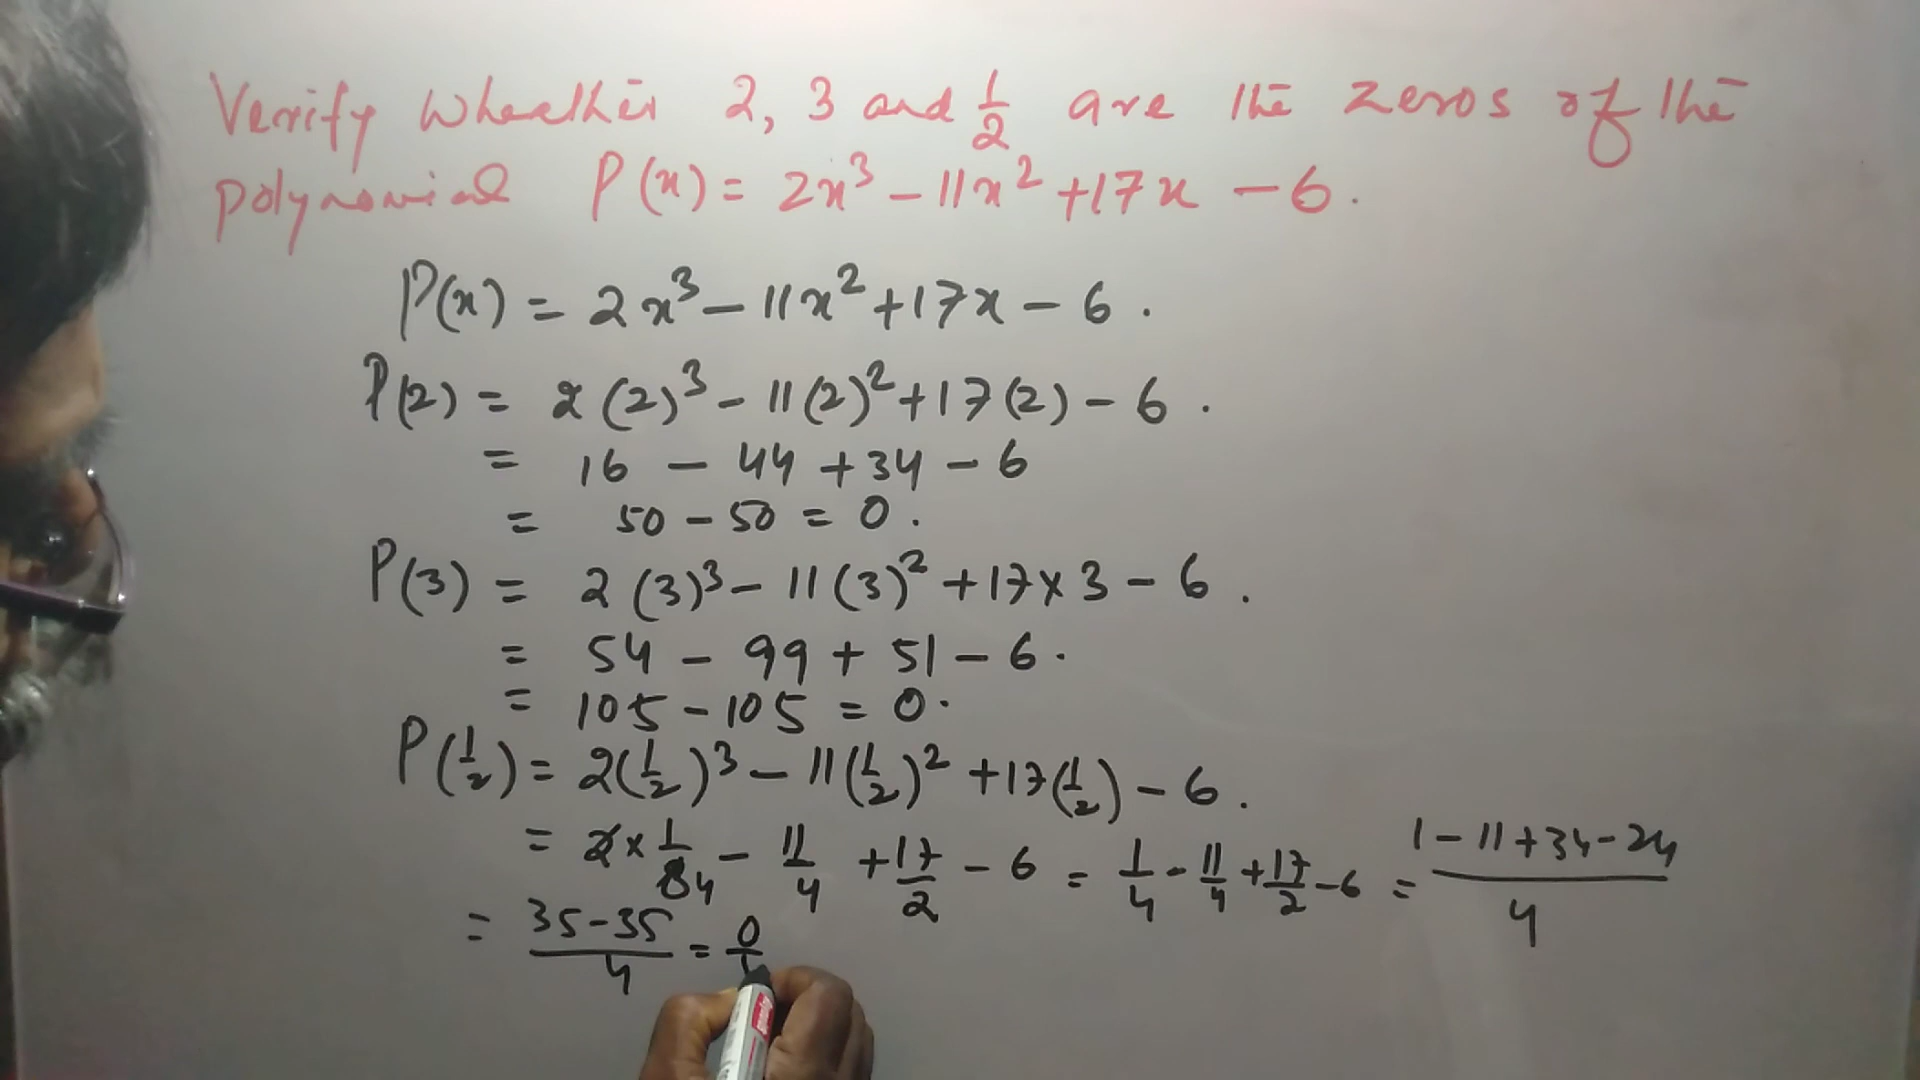 Verify whether 2, 3 and 1/2 are the zeros of the
polynomial P(x) = 2x³ - 11x² + 17x - 6.
P(x) = 2x³ - 11x² + 17x - 6.
P(2) = 2(2)³ - 11(2)² + 17(2) - 6.
= 16 - 44 + 34 - 6
= 50 - 50 = 0.
P(3) = 2(3)³ - 11(3)² + 17×3 - 6.
= 54 - 99 + 51 - 6.
= 105 - 105 = 0.
P(1/2) = 2(1/2)³ - 11(1/2)² + 17(1/2) - 6.
= 2 × 1/8 4 - 11/4 + 17/2 - 6 = 1/4 - 11/4 + 17/2 - 6 = (1 - 11 + 34 - 24)/4
= (35 - 35)/4 = 0/